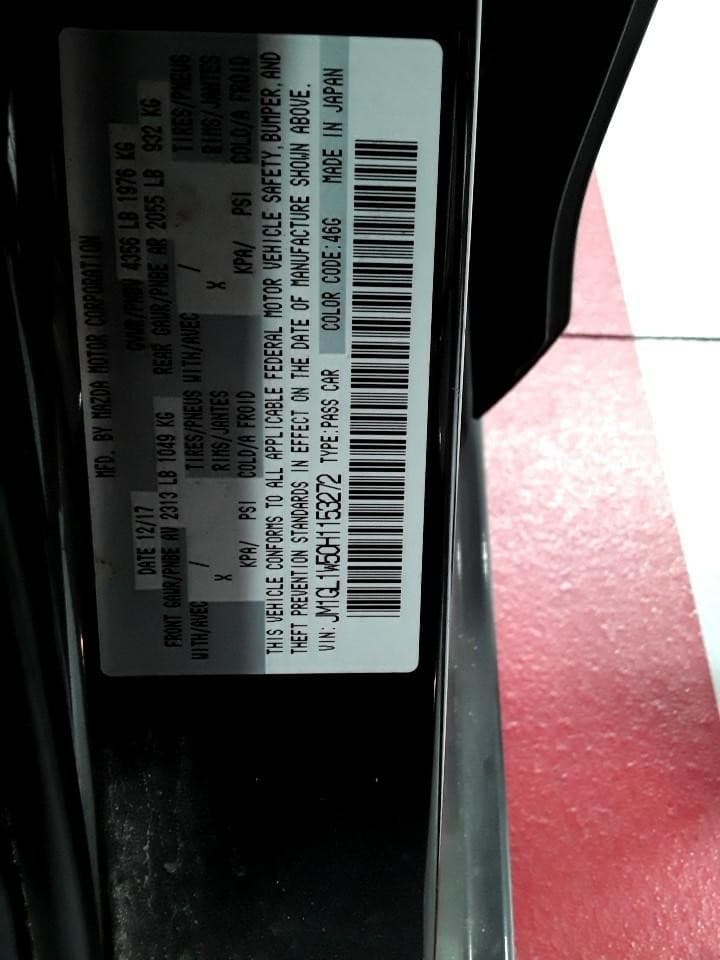 MFD. BY MAZDA MOTOR CORPORATION
DATE 12/17 GVWR/PNBV 4356 LB 1976 KG
FRONT GAWR/PNBE AV 2313 LB 1049 KG REAR GAWR/PNBE AR 2055 LB 932 KG
WITH/AVEC / TIRES/PNEUS WITH/AVEC / TIRES/PNEUS
X RIMS/JANTES X RIMS/JANTES
KPA/ PSI COLD/A FROID KPA/ PSI COLD/A FROID
THIS VEHICLE CONFORMS TO ALL APPLICABLE FEDERAL MOTOR VEHICLE SAFETY, BUMPER, AND
THEFT PREVENTION STANDARDS IN EFFECT ON THE DATE OF MANUFACTURE SHOWN ABOVE.
VIN: JM1GL1W50H1153272 TYPE: PASS CAR COLOR CODE: 46G MADE IN JAPAN